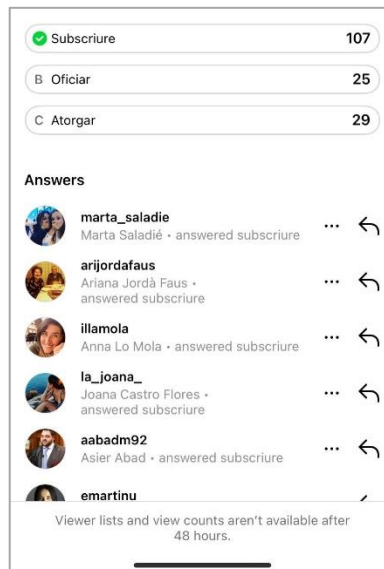 Subscriure 107
B Oficiar 25
C Atorgar 29
Answers
marta_saladie
Marta Saladié • answered subscriure
arijordafaus
Ariana Jordà Faus •
answered subscriure
illamola
Anna Lo Mola • answered subscriure
la_joana_
Joana Castro Flores •
answered subscriure
aabadm92
Asier Abad • answered subscriure
emartinu
Viewer lists and view counts aren't available after
48 hours.